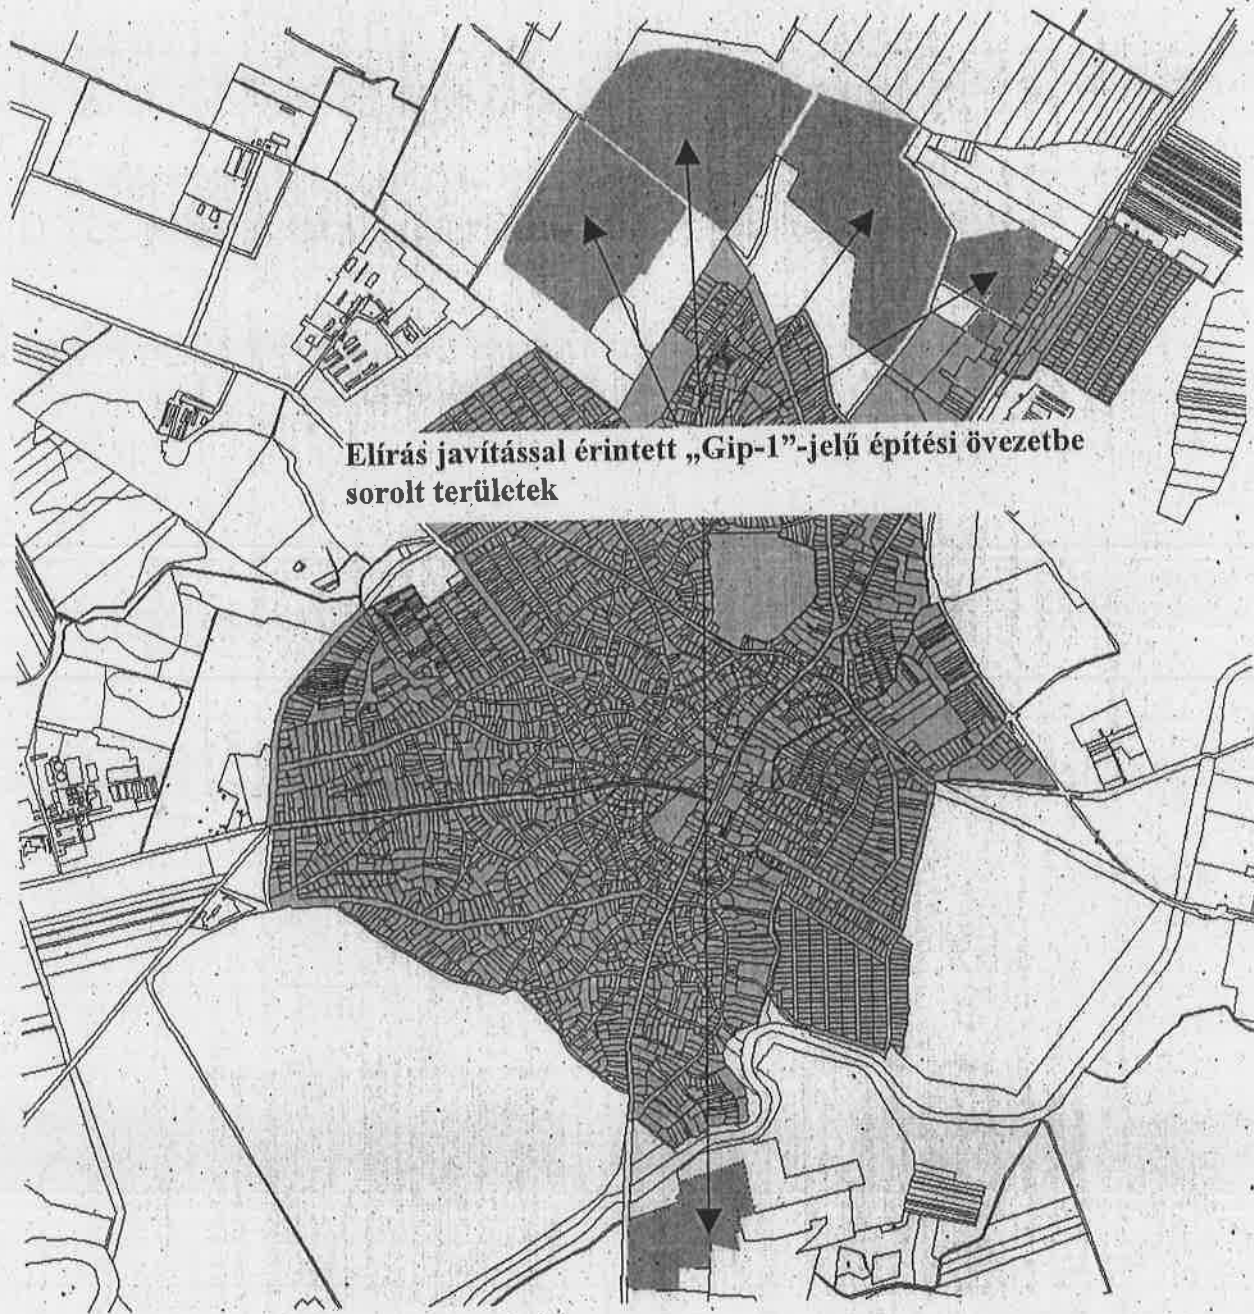 Elírás javítással érintett „Gip-1”-jelű építési övezetbe
sorolt területek